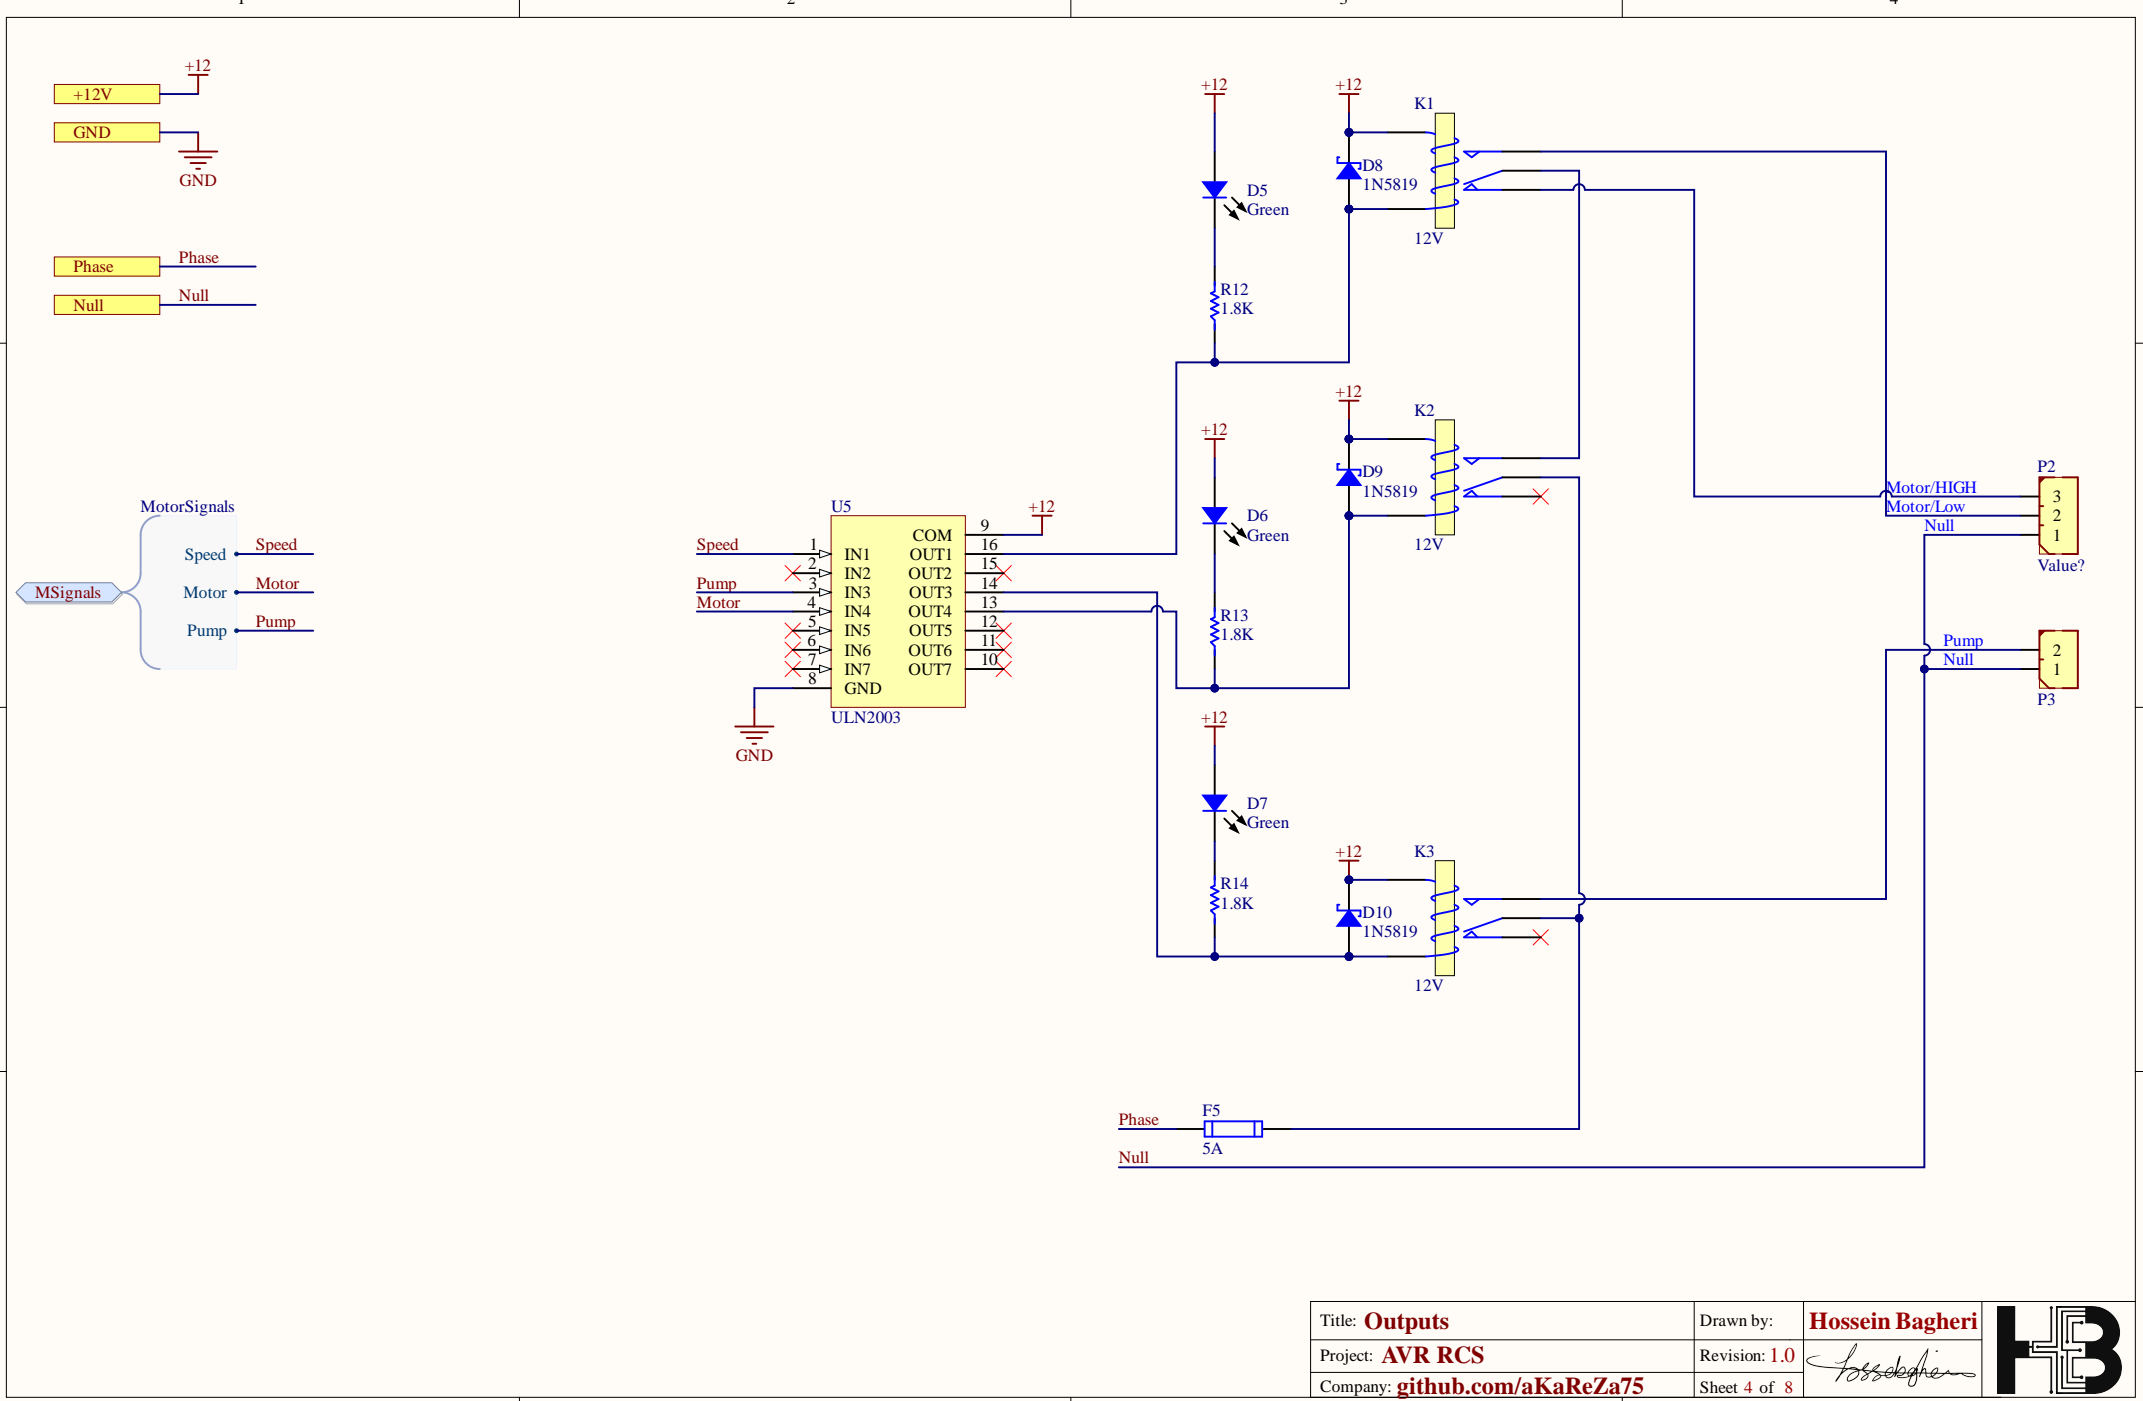 2
+12
+12V
GND
GND
Phase
Phase
Null
Null
MotorSignals
MSignals
Speed
Speed
Motor
Motor
Pump
Pump
Speed
Pump
Motor
U5
1
IN1
2
IN2
3
IN3
4
IN4
5
IN5
6
IN6
7
IN7
8
GND
COM
9
+12
OUT1
16
OUT2
15
OUT3
14
OUT4
13
OUT5
12
OUT6
11
OUT7
10
ULN2003
GND
+12
D5
Green
R12
1.8K
+12
D8
1N5819
K1
12V
+12
D6
Green
R13
1.8K
+12
D9
1N5819
K2
12V
+12
D7
Green
R14
1.8K
+12
D10
1N5819
K3
12V
P2
Motor/HIGH
3
Motor/Low
2
Null
1
Value?
Pump
2
Null
1
P3
Phase
F5
5A
Null
Title: Outputs
Drawn by: Hossein Bagheri
Project: AVR RCS
Revision: 1.0
Company: github.com/aKaReZa75
Sheet 4 of 8
HB